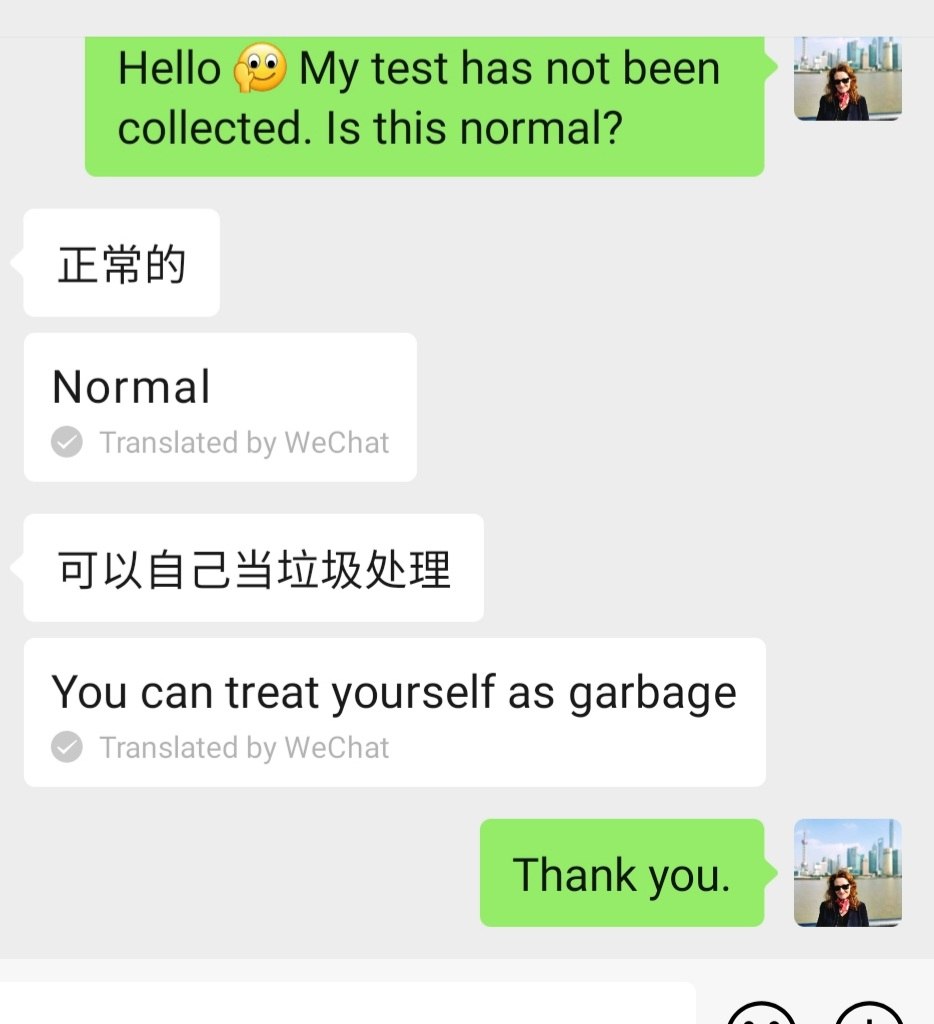 Hello 🤗 My test has not been
collected. Is this normal?
正常的
Normal
Translated by WeChat
可以自己当垃圾处理
You can treat yourself as garbage
Translated by WeChat
Thank you.